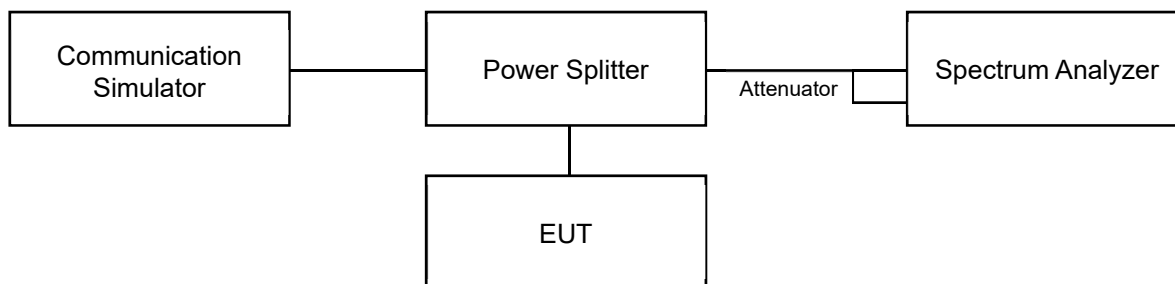 Communication
Simulator
Power Splitter
Attenuator
Spectrum Analyzer
EUT